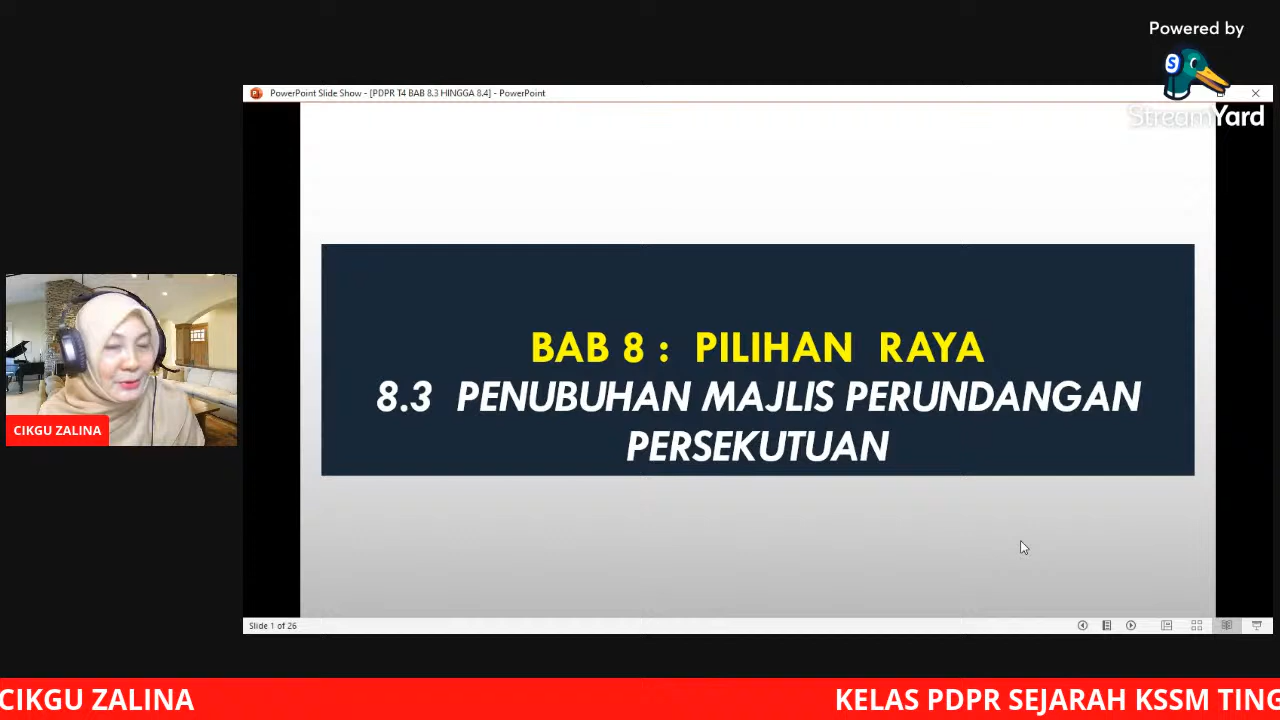 Powered by
S
StreamYard
PowerPoint Slide Show - [PDPR T4 BAB 8.3 HINGGA 8.4] - PowerPoint
BAB 8 : PILIHAN RAYA
8.3 PENUBUHAN MAJLIS PERUNDANGAN
PERSEKUTUAN
CIKGU ZALINA
Slide 1 of 26
CIKGU ZALINA
KELAS PDPR SEJARAH KSSM TING